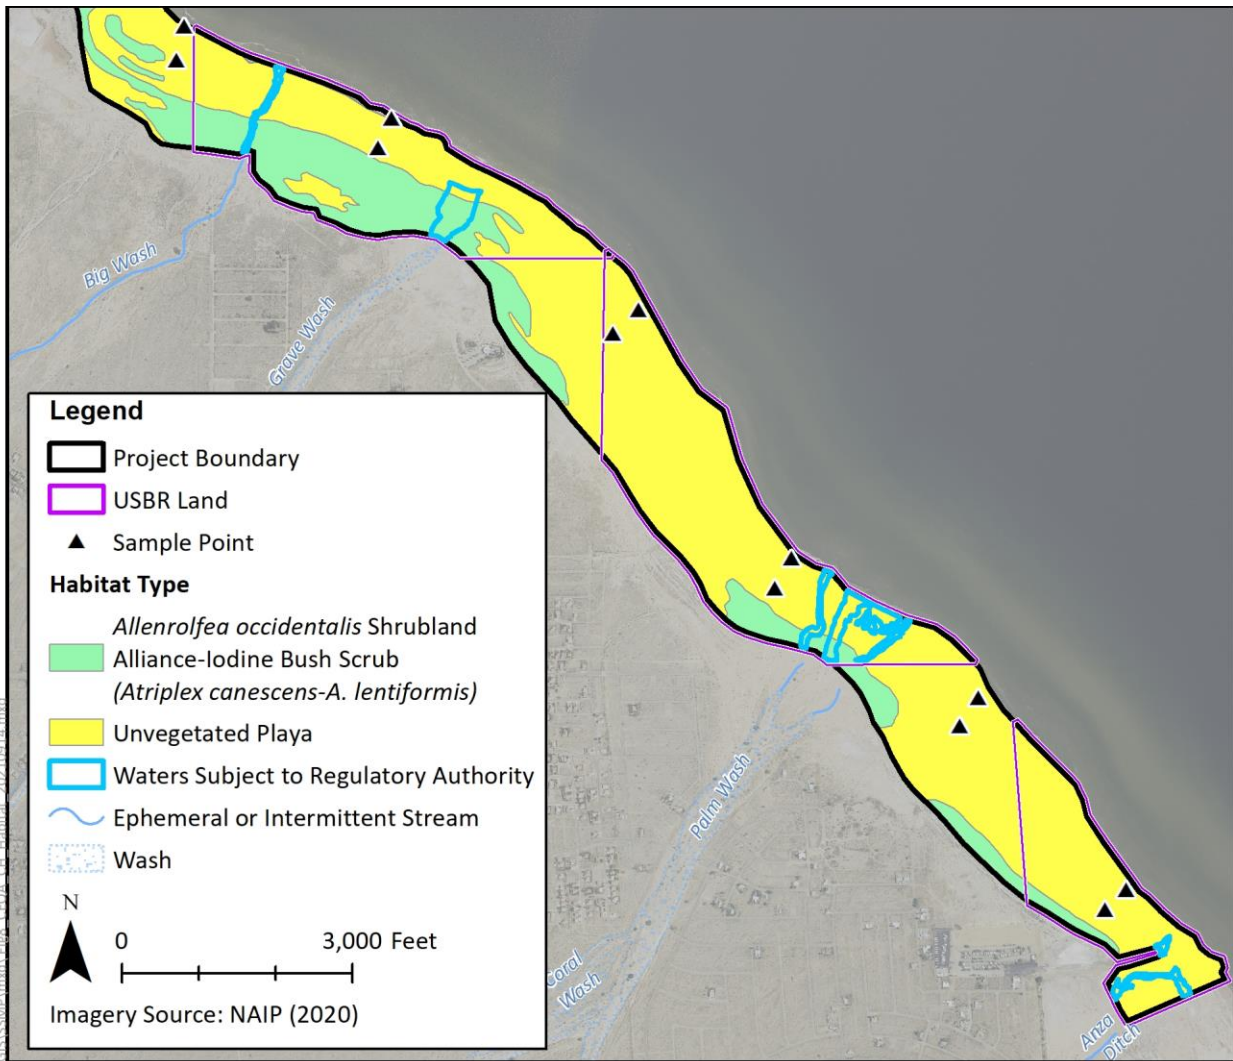 Big Wash
Grave Wash
Legend
Project Boundary
USBR Land
Sample Point
Habitat Type
Allenrolfea occidentalis Shrubland
Alliance-Iodine Bush Scrub
(Atriplex canescens-A. lentiformis)
Unvegetated Playa
Waters Subject to Regulatory Authority
Ephemeral or Intermittent Stream
Wash
N
0 3,000 Feet
Imagery Source: NAIP (2020)
Palm Wash
Coral
Wash
Anza
Ditch